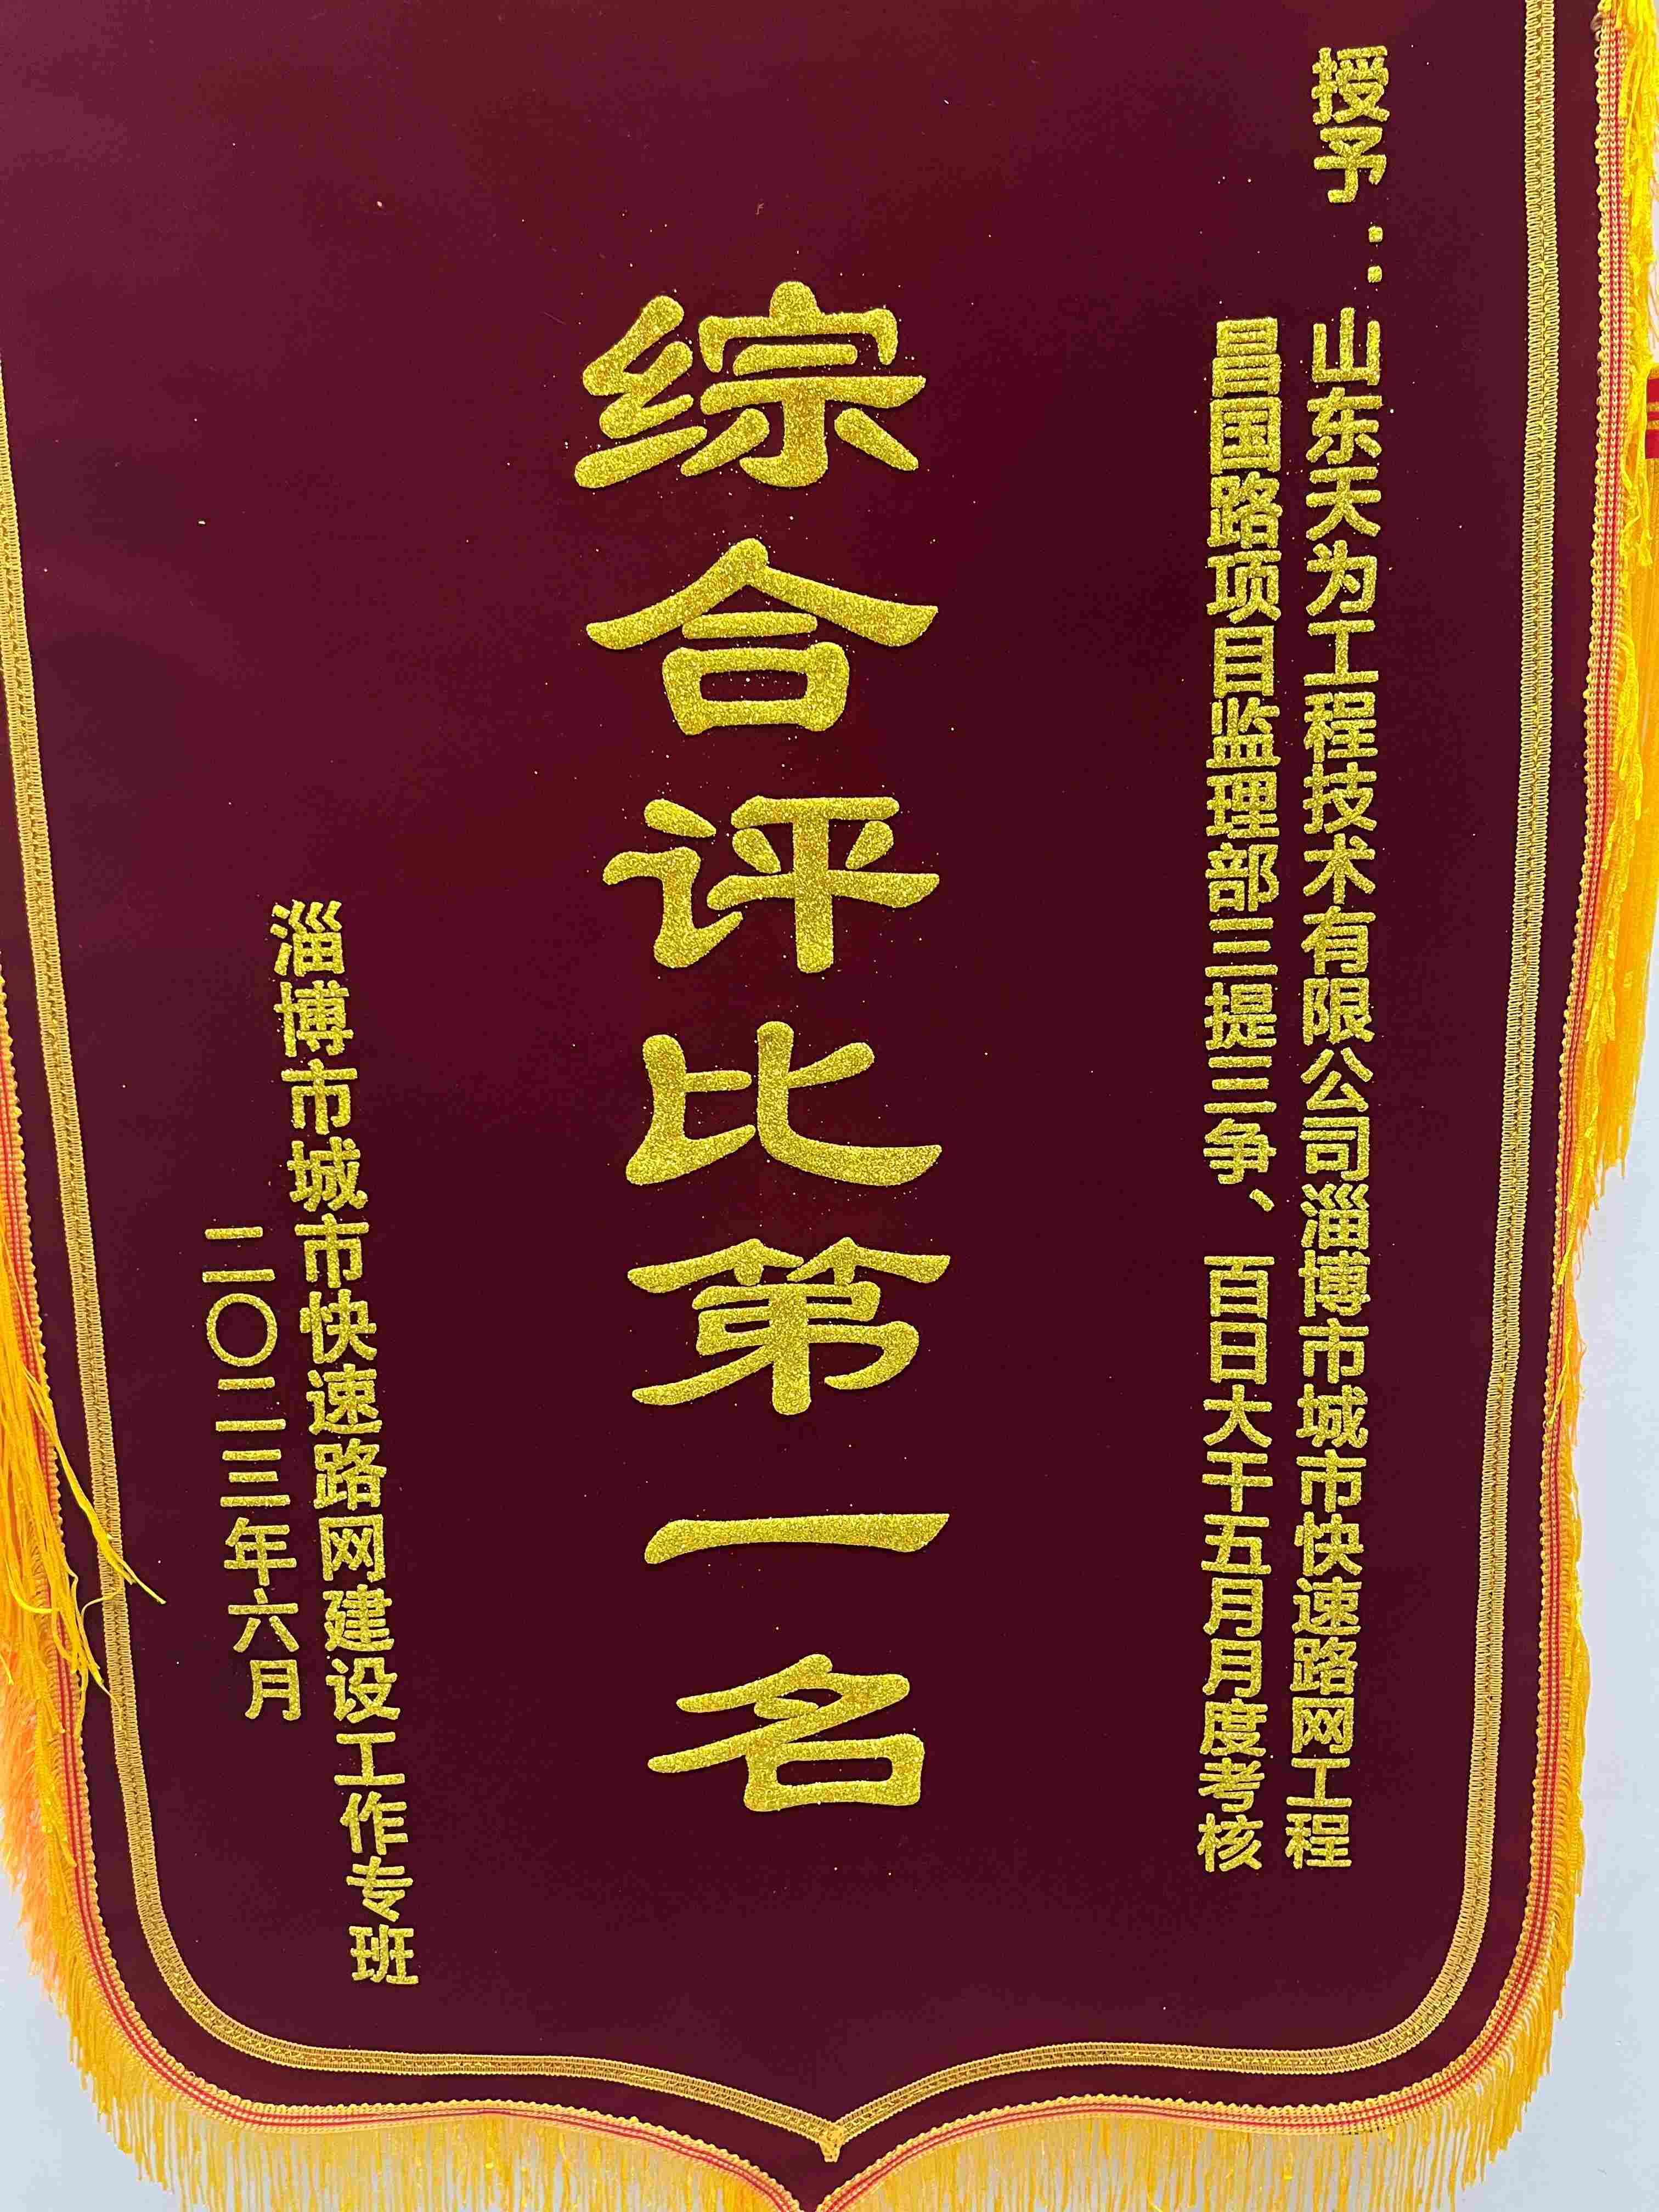 授予：山东天为工程技术有限公司淄博市城市快速路网工程
昌国路项目监理部三提三争、百日大干五月月度考核
综合评比第一名
淄博市城市快速路网建设工作专班
二〇二三年六月